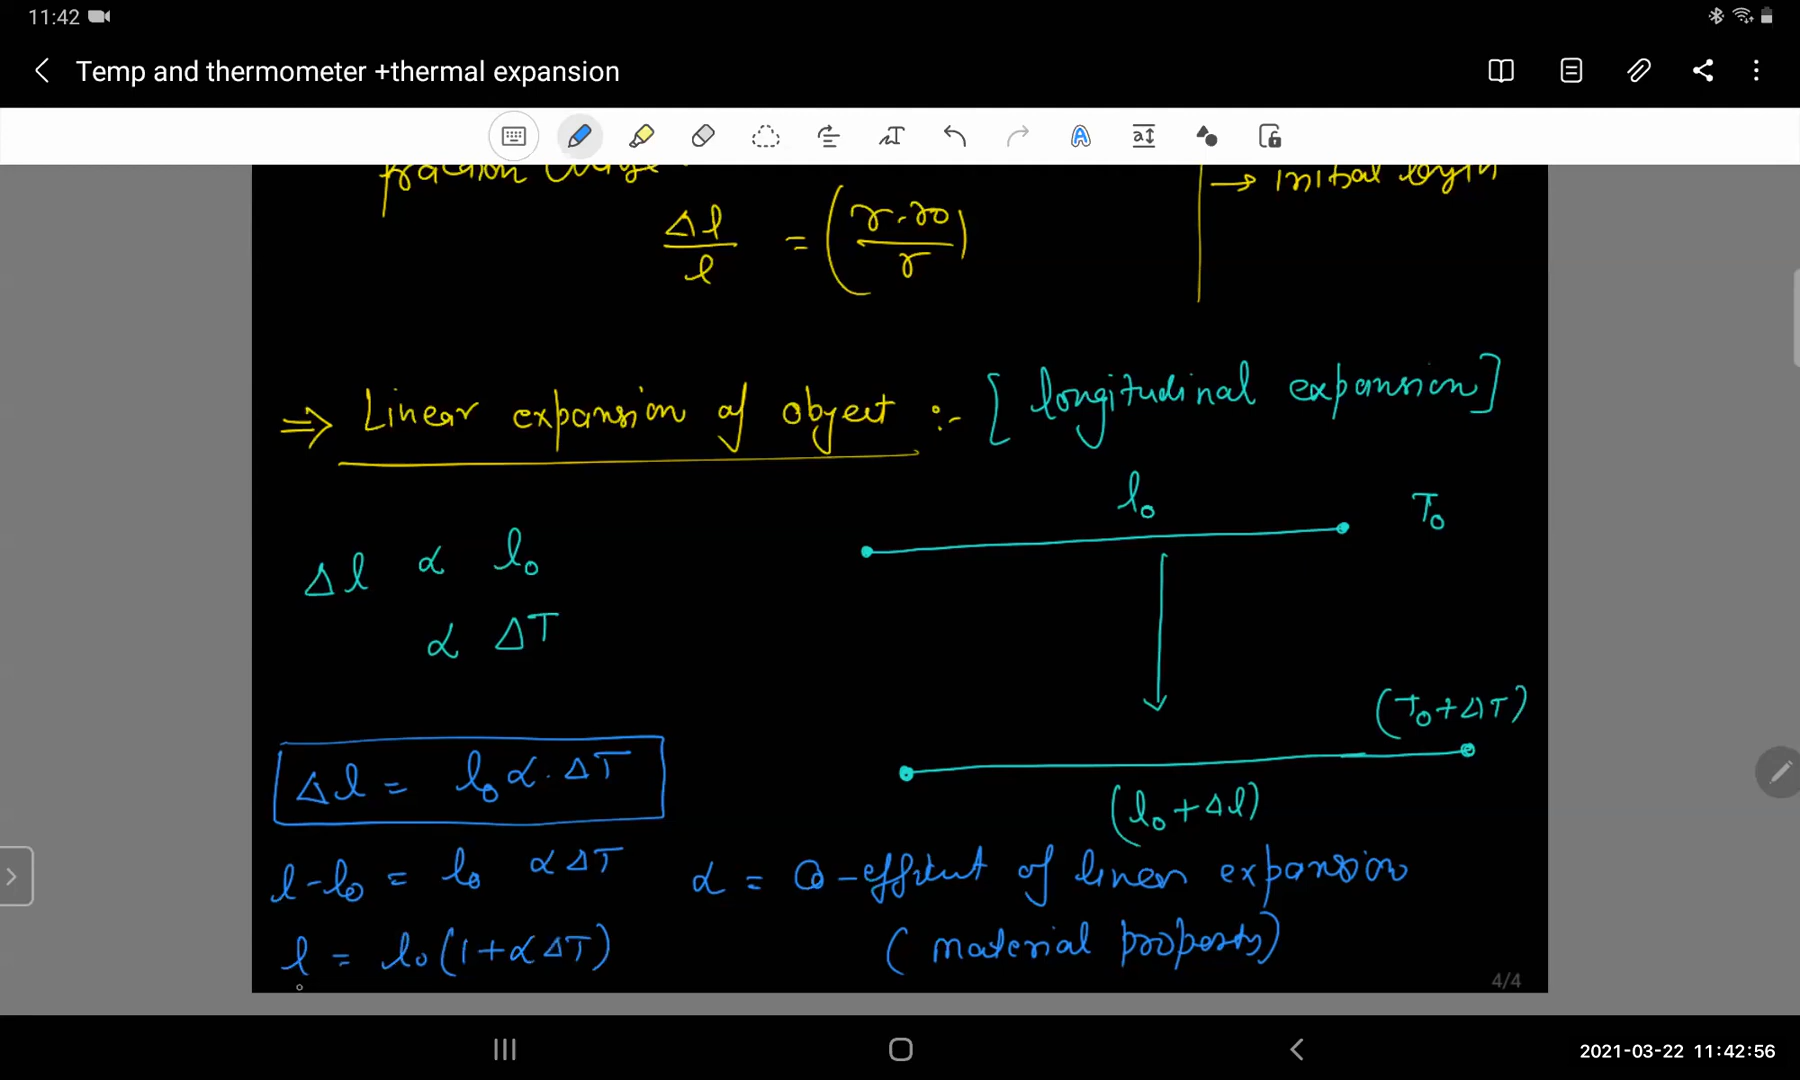 11:42
Temp and thermometer +thermal expansion
fraction
→ initial length
Δl/l = (r-r0/r)
⇒ Linear expansion of object :- [longitudinal expansion]
l₀ T₀
Δl α l₀
α ΔT
(T₀+ΔT)
Δl = l₀α.ΔT
(l₀+Δl)
l-l₀ = l₀ αΔT
α = Co-effitient of linear expansion
l = l₀(1+αΔT)
(material property)
4/4
2021-03-22 11:42:56